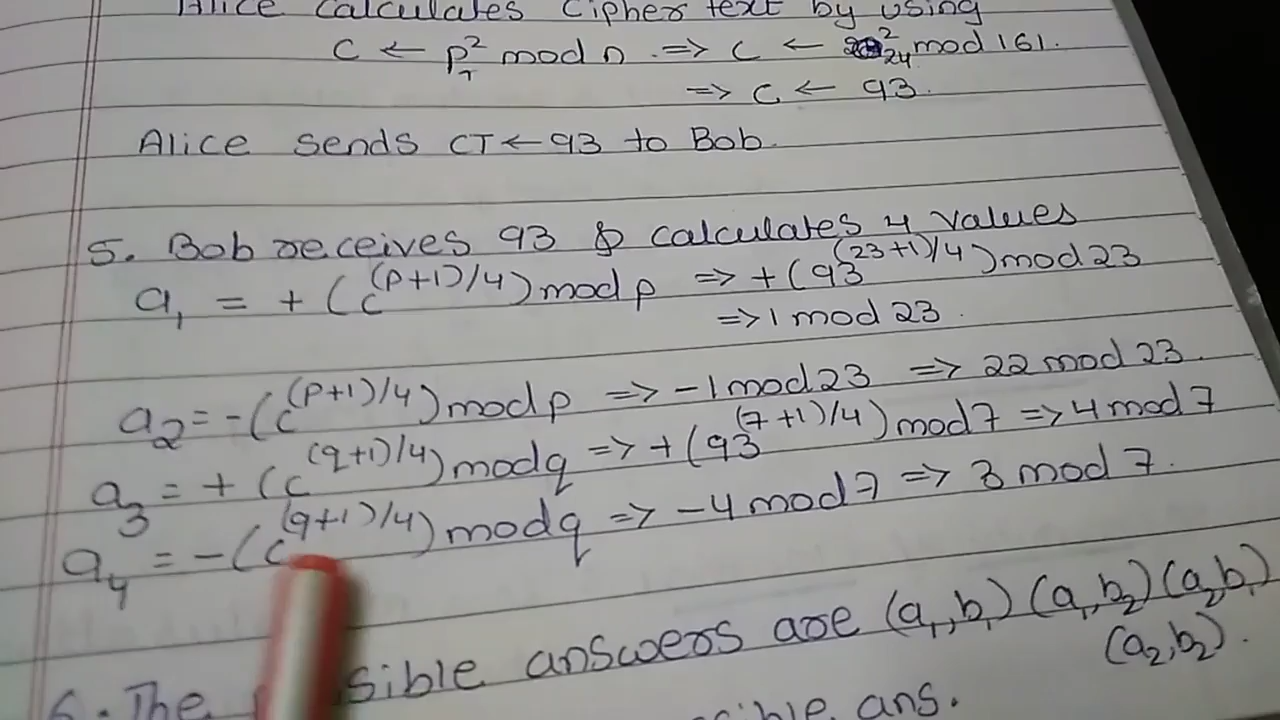 Alice calculates Cipher text by using
C ← P² mod n => C ← 24² mod 161.
=> C ← 93.
Alice sends CT ← 93 to Bob.
5. Bob receives 93 & calculates 4 values
a₁ = + (c^(p+1)/4) mod p => + (93^(23+1)/4) mod 23
=> 1 mod 23.
a₂ = -(c^(p+1)/4) mod p => -1 mod 23 => 22 mod 23.
a₃ = + (c^(q+1)/4) mod q => + (93^(7+1)/4) mod 7 => 4 mod 7
a₄ = -(c^(q+1)/4) mod q => -4 mod 7 => 3 mod 7.
6. The sible answers are (a₁,b₁) (a₁,b₂) (a₂b₁)
(a₂,b₂).
ans.